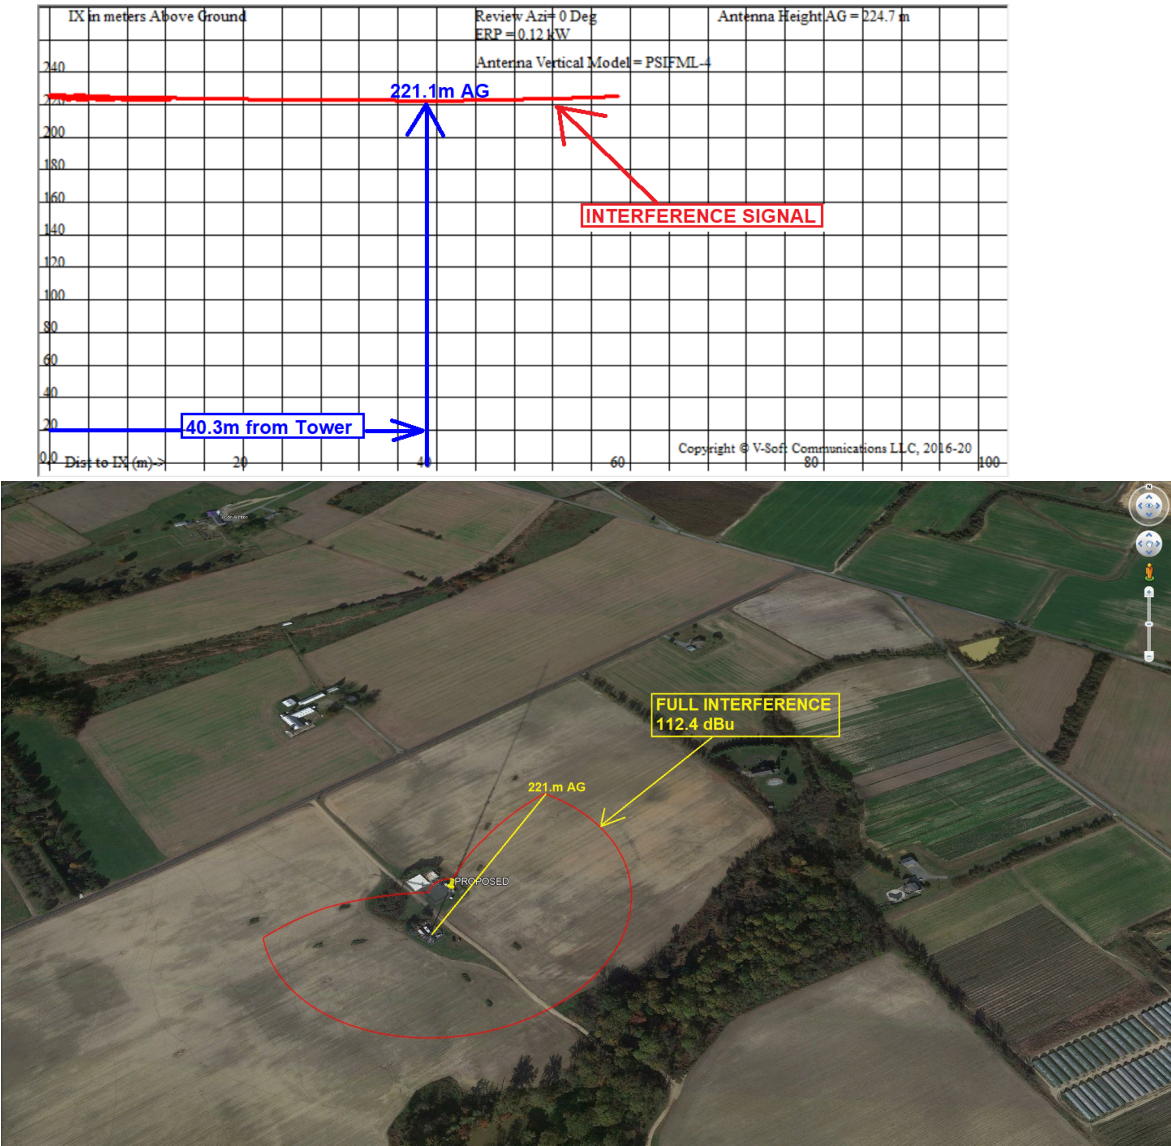 IX in meters Above Ground
Review Azi= 0 Deg
Antenna Height AG = 224.7 m
ERP = 0.12 kW
Antenna Vertical Model = PSIFML-4
240
221.1m AG
220
200
180
160
INTERFERENCE SIGNAL
140
120
100
80
60
40
20
40.3m from Tower
Copyright © V-Soft Communications LLC, 2016-20
0.0
Dist to IX (m)->
20
40
60
80
100
N
FULL INTERFERENCE
112.4 dBu
221.m AG
PROPOSED